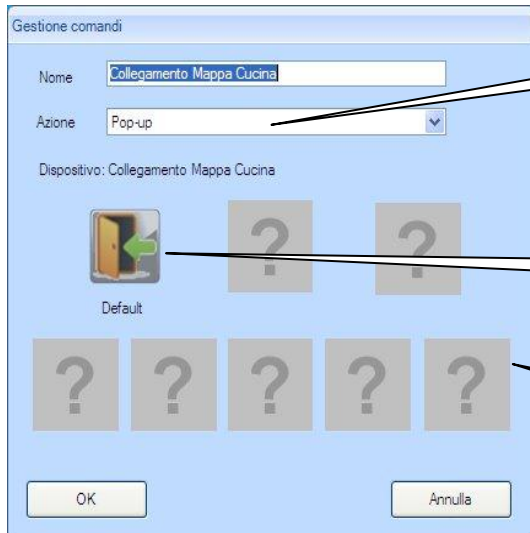 Gestione comandi
Nome Collegamento Mappa Cucina
Azione Pop-up
Dispositivo: Collegamento Mappa Cucina
? ?
Default
? ? ? ? ?
OK Annulla